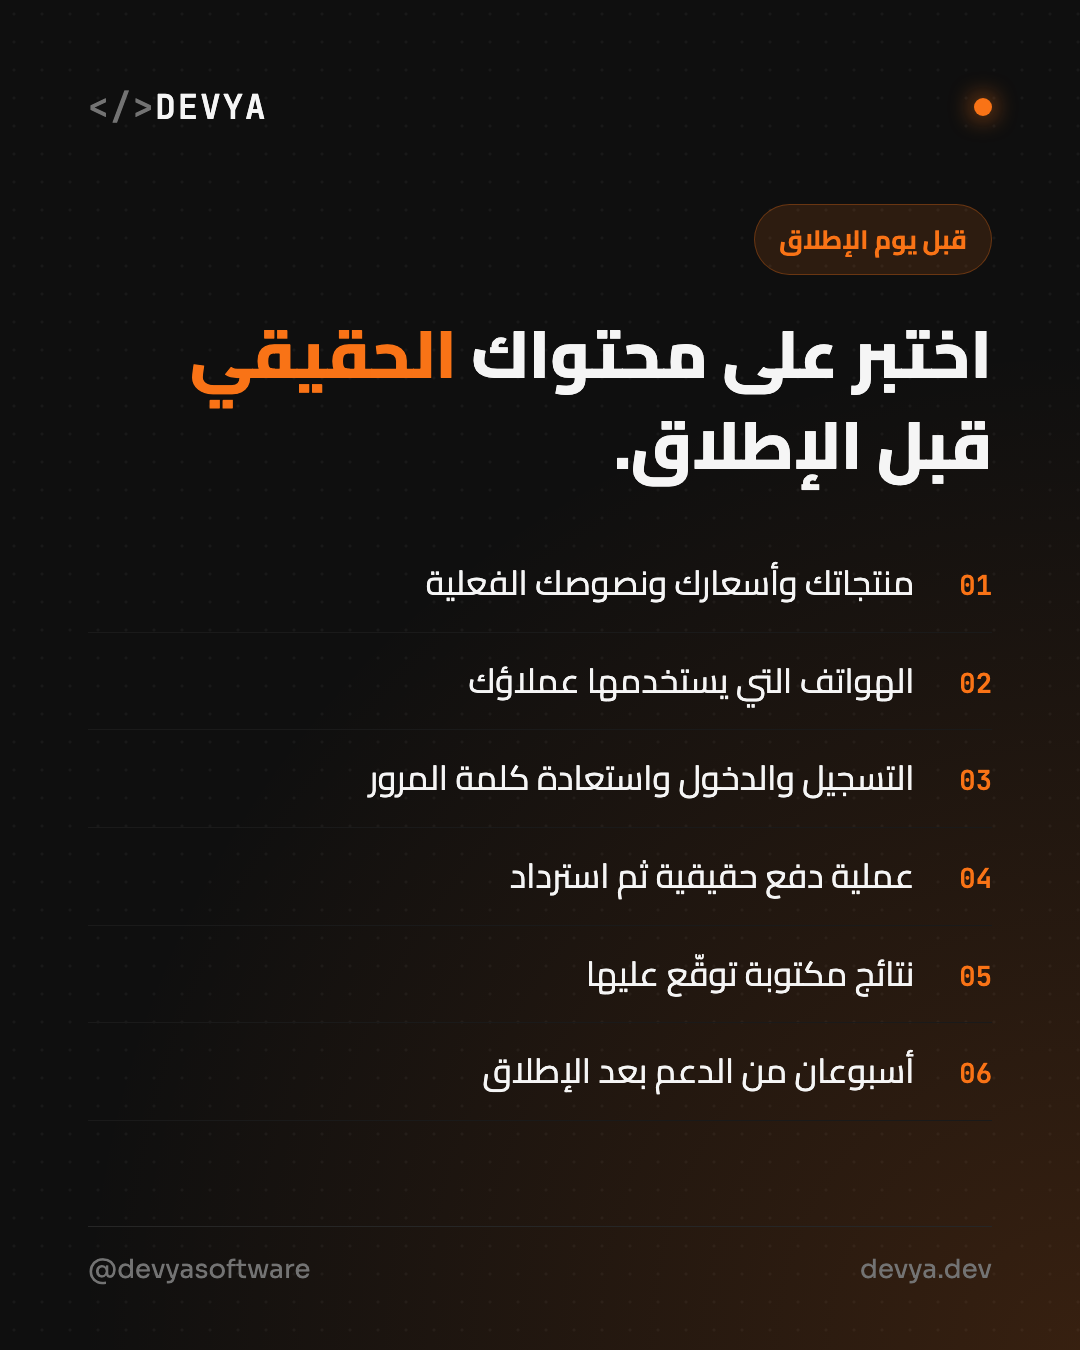 </>DEVYA
قبل يوم الإطلاق
اختبر على محتواك الحقيقي
قبل الإطلاق.
01 منتجاتك وأسعارك ونصوصك الفعلية
02 الهواتف التي يستخدمها عملاؤك
03 التسجيل والدخول واستعادة كلمة المرور
04 عملية دفع حقيقية ثم استرداد
05 نتائج مكتوبة توقّع عليها
06 أسبوعان من الدعم بعد الإطلاق
@devyasoftware
devya.dev